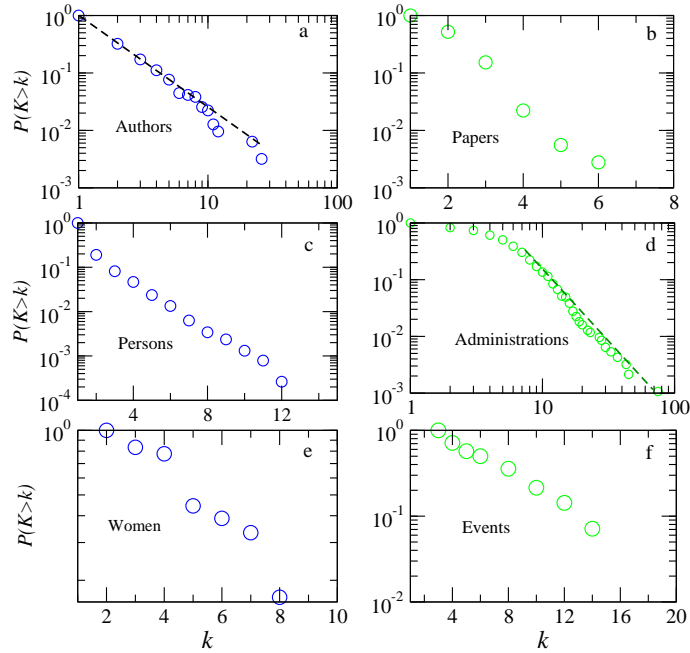 10^0
a
10^-1
P(K>k)
Authors
10^-2
10^-3
1 10 100
10^0
b
10^-1
Papers
10^-2
10^-3
2 4 6 8
10^0
c
10^-1
P(K>k)
10^-2
Persons
10^-3
10^-4
4 8 12
10^0
d
10^-1
Administrations
10^-2
10^-3
1 10 100
10^0
e
P(K>k)
Women
2 4 6 8 10
k
10^0
f
10^-1
Events
10^-2
4 8 12 16 20
k